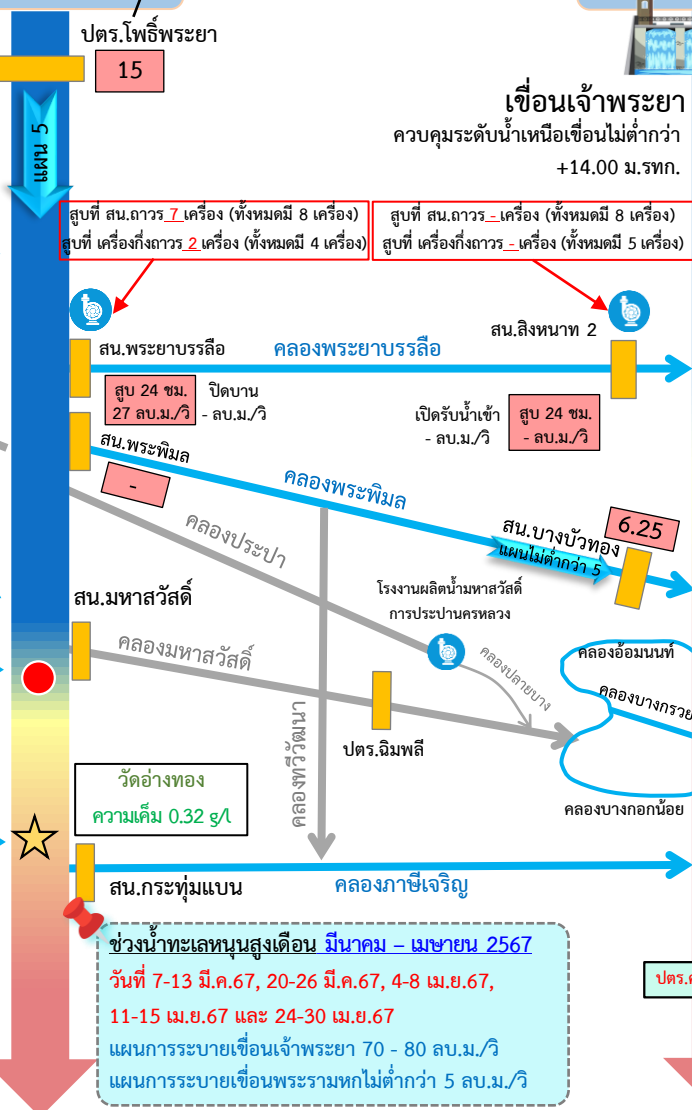 ปตร.โพธิ์พระยา
15
แผน 5
เขื่อนเจ้าพระยา
ควบคุมระดับน้ำเหนือเขื่อนไม่ต่ำกว่า
+14.00 ม.รทก.
สูบที่ สน.ถาวร 7 เครื่อง (ทั้งหมดมี 8 เครื่อง)
สูบที่ เครื่องกึ่งถาวร 2 เครื่อง (ทั้งหมดมี 4 เครื่อง)
สูบที่ สน.ถาวร - เครื่อง (ทั้งหมดมี 8 เครื่อง)
สูบที่ เครื่องกึ่งถาวร - เครื่อง (ทั้งหมดมี 5 เครื่อง)
สน.พระยาบรรลือ
คลองพระยาบรรลือ
สน.สิงหนาท 2
สูบ 24 ชม.
27 ลบ.ม./วิ
ปิดบาน
- ลบ.ม./วิ
เปิดรับน้ำเข้า
- ลบ.ม./วิ
สูบ 24 ชม.
- ลบ.ม./วิ
สน.พระพิมล
-
คลองพระพิมล
สน.บางบัวทอง
6.25
แผนไม่ต่ำกว่า 5
คลองประปา
โรงงานผลิตน้ำมหาสวัสดิ์
การประปานครหลวง
สน.มหาสวัสดิ์
คลองมหาสวัสดิ์
คลองปลายบาง
คลองอ้อมนนท์
คลองบางกรวย
ปตร.ฉิมพลี
คลองทวีวัฒนา
คลองบางกอกน้อย
วัดอ่างทอง
ความเค็ม 0.32 g/l
สน.กระทุ่มแบน
คลองภาษีเจริญ
ช่วงน้ำทะเลหนุนสูงเดือน มีนาคม – เมษายน 2567
วันที่ 7-13 มี.ค.67, 20-26 มี.ค.67, 4-8 เม.ย.67,
11-15 เม.ย.67 และ 24-30 เม.ย.67
แผนการระบายเขื่อนเจ้าพระยา 70 - 80 ลบ.ม./วิ
แผนการระบายเขื่อนพระรามหกไม่ต่ำกว่า 5 ลบ.ม./วิ